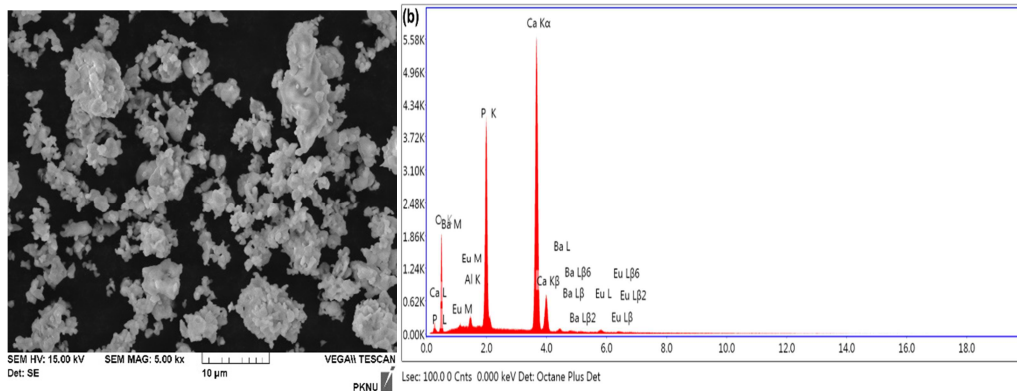 SEM HV: 15.00 kV SEM MAG: 5.00 kx VEGA\\ TESCAN
Det: SE 10 µm
PKNU
(b)
Ca Kα
5.58K
4.96K
4.34K
P K
3.72K
3.10K
2.48K
Ba M
1.86K
Ba L
Eu M
1.24K
Ba Lβ6 Eu Lβ6
Al K
Ca Kβ
Ca L
Ba Lβ Eu L Eu Lβ2
0.62K
Eu M
P L
Ba Lβ2 Eu Lβ
0.00K
0.0 2.0 4.0 6.0 8.0 10.0 12.0 14.0 16.0 18.0
Lsec: 100.0 0 Cnts 0.000 keV Det: Octane Plus Det